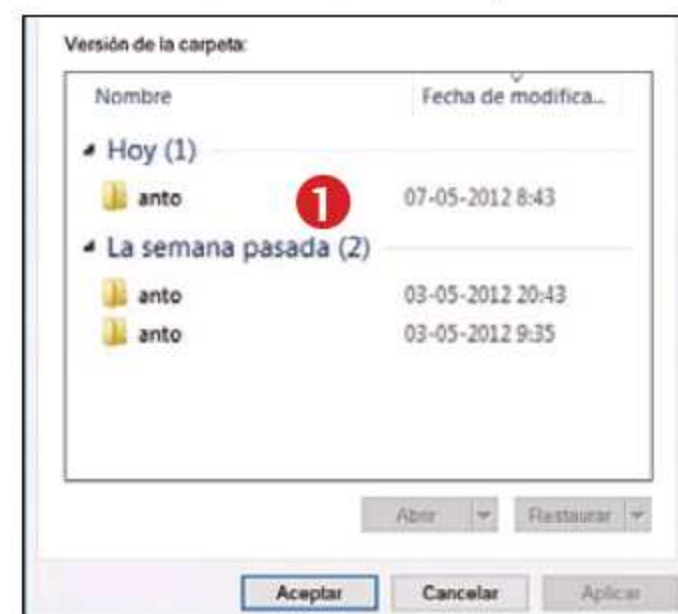 Versión de la carpeta:
Nombre Fecha de modifica...
Hoy (1)
anto 07-05-2012 8:43
1
La semana pasada (2)
anto 03-05-2012 20:43
anto 03-05-2012 9:35
Abrir Restaurar
Aceptar Cancelar Aplicar